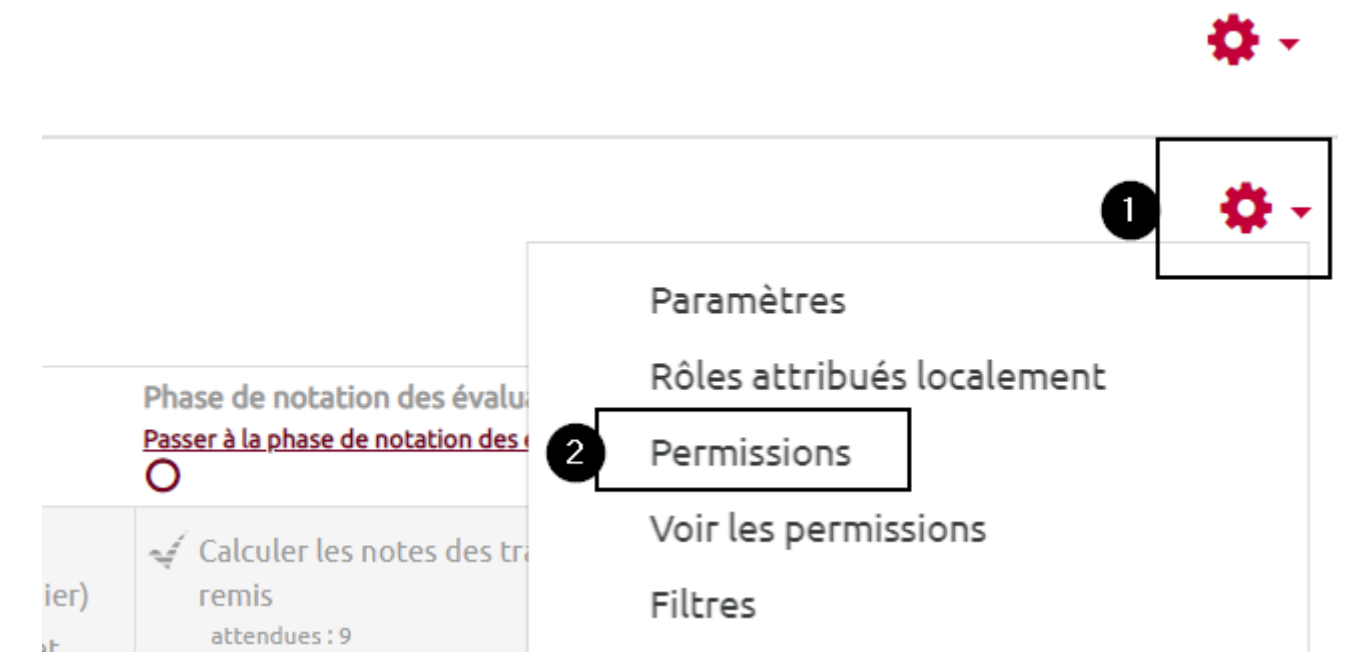 1
Paramètres
Rôles attribués localement
Phase de notation des évalu
Passer à la phase de notation des
2
Permissions
Voir les permissions
Calculer les notes des tra
ier)
remis
Filtres
attendues : 9
et